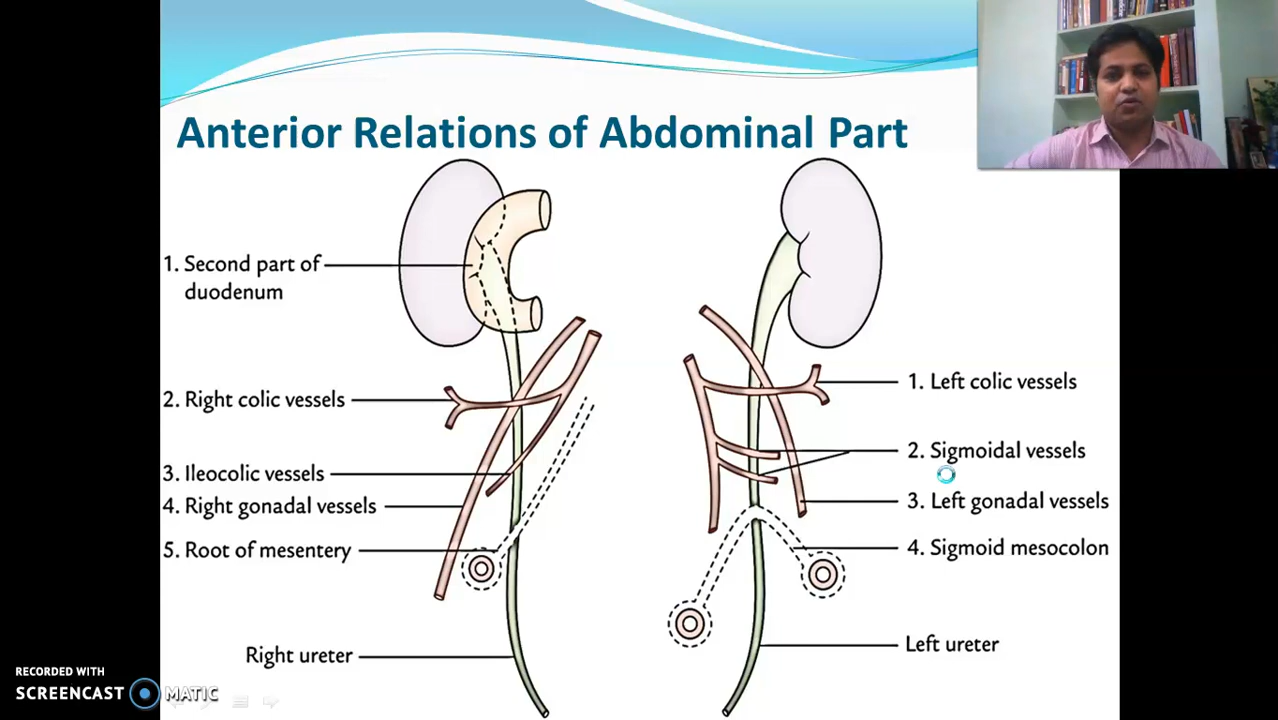 Anterior Relations of Abdominal Part
1. Second part of
duodenum
2. Right colic vessels
3. Ileocolic vessels
4. Right gonadal vessels
5. Root of mesentery
Right ureter
1. Left colic vessels
2. Sigmoidal vessels
3. Left gonadal vessels
4. Sigmoid mesocolon
Left ureter
RECORDED WITH
SCREENCAST MATIC